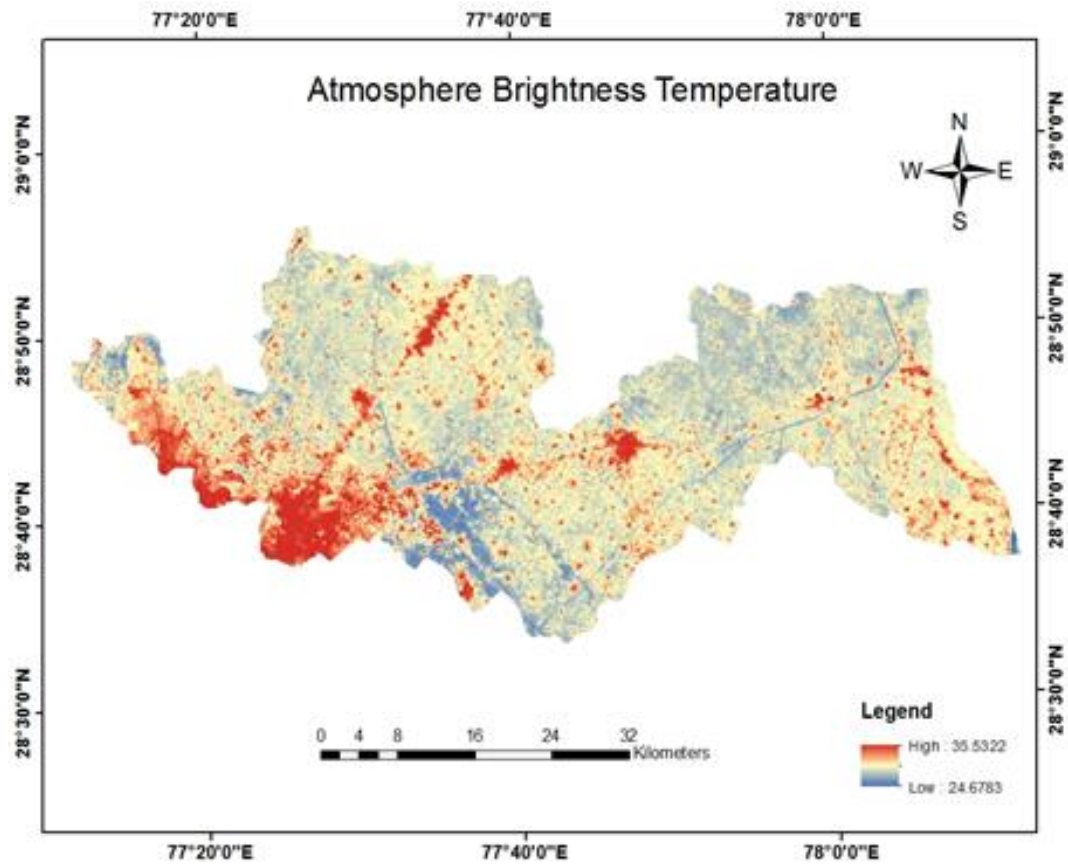 77°20'0"E 77°40'0"E 78°0'0"E
Atmosphere Brightness Temperature
N
W E
S
29°0'0"N 29°0'0"N
28°50'0"N 28°50'0"N
28°40'0"N 28°40'0"N
28°30'0"N 28°30'0"N
Legend
High : 35.5322
Low : 24.6783
0 4 8 16 24 32
Kilometers
77°20'0"E 77°40'0"E 78°0'0"E